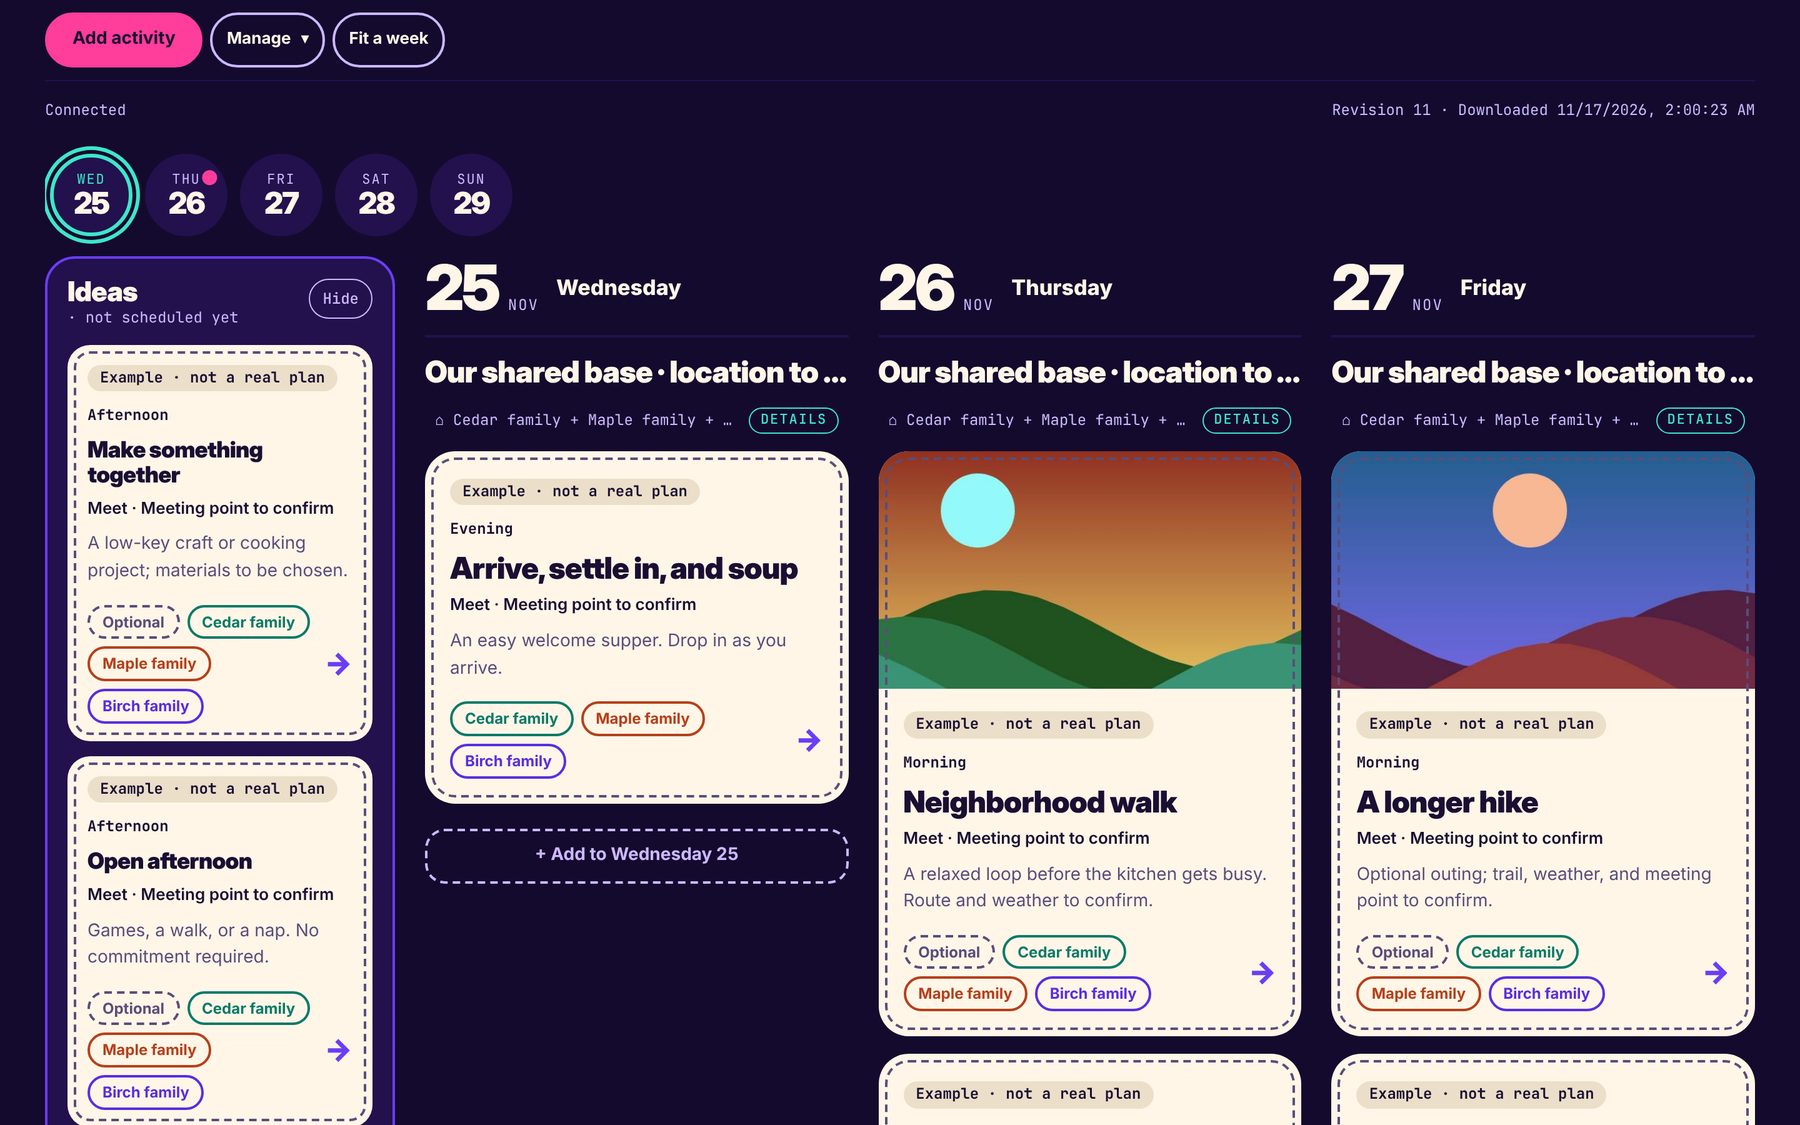 Add activity
Manage ▾
Fit a week
Connected
Revision 11 · Downloaded 11/17/2026, 2:00:23 AM
WED
25
THU
26
FRI
27
SAT
28
SUN
29
Ideas
· not scheduled yet
Hide
Example · not a real plan
Afternoon
Make something
together
Meet · Meeting point to confirm
A low-key craft or cooking
project; materials to be chosen.
Optional
Cedar family
Maple family
→
Birch family
Example · not a real plan
Afternoon
Open afternoon
Meet · Meeting point to confirm
Games, a walk, or a nap. No
commitment required.
Optional
Cedar family
Maple family
→
Birch family
25 NOV Wednesday
Our shared base · location to …
⌂ Cedar family + Maple family + …
DETAILS
Example · not a real plan
Evening
Arrive, settle in, and soup
Meet · Meeting point to confirm
An easy welcome supper. Drop in as you
arrive.
Cedar family
Maple family
Birch family
→
+ Add to Wednesday 25
26 NOV Thursday
Our shared base · location to …
⌂ Cedar family + Maple family + …
DETAILS
Example · not a real plan
Morning
Neighborhood walk
Meet · Meeting point to confirm
A relaxed loop before the kitchen gets busy.
Route and weather to confirm.
Optional
Cedar family
Maple family
Birch family
→
Example · not a real plan
27 NOV Friday
Our shared base · location to …
⌂ Cedar family + Maple family + …
DETAILS
Example · not a real plan
Morning
A longer hike
Meet · Meeting point to confirm
Optional outing; trail, weather, and meeting
point to confirm.
Optional
Cedar family
Maple family
Birch family
→
Example · not a real plan